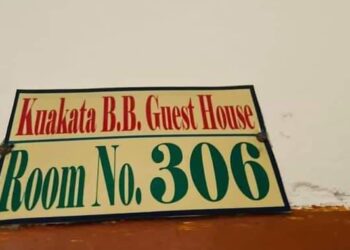 Kuakata B.B. Guest House
Room No. 306